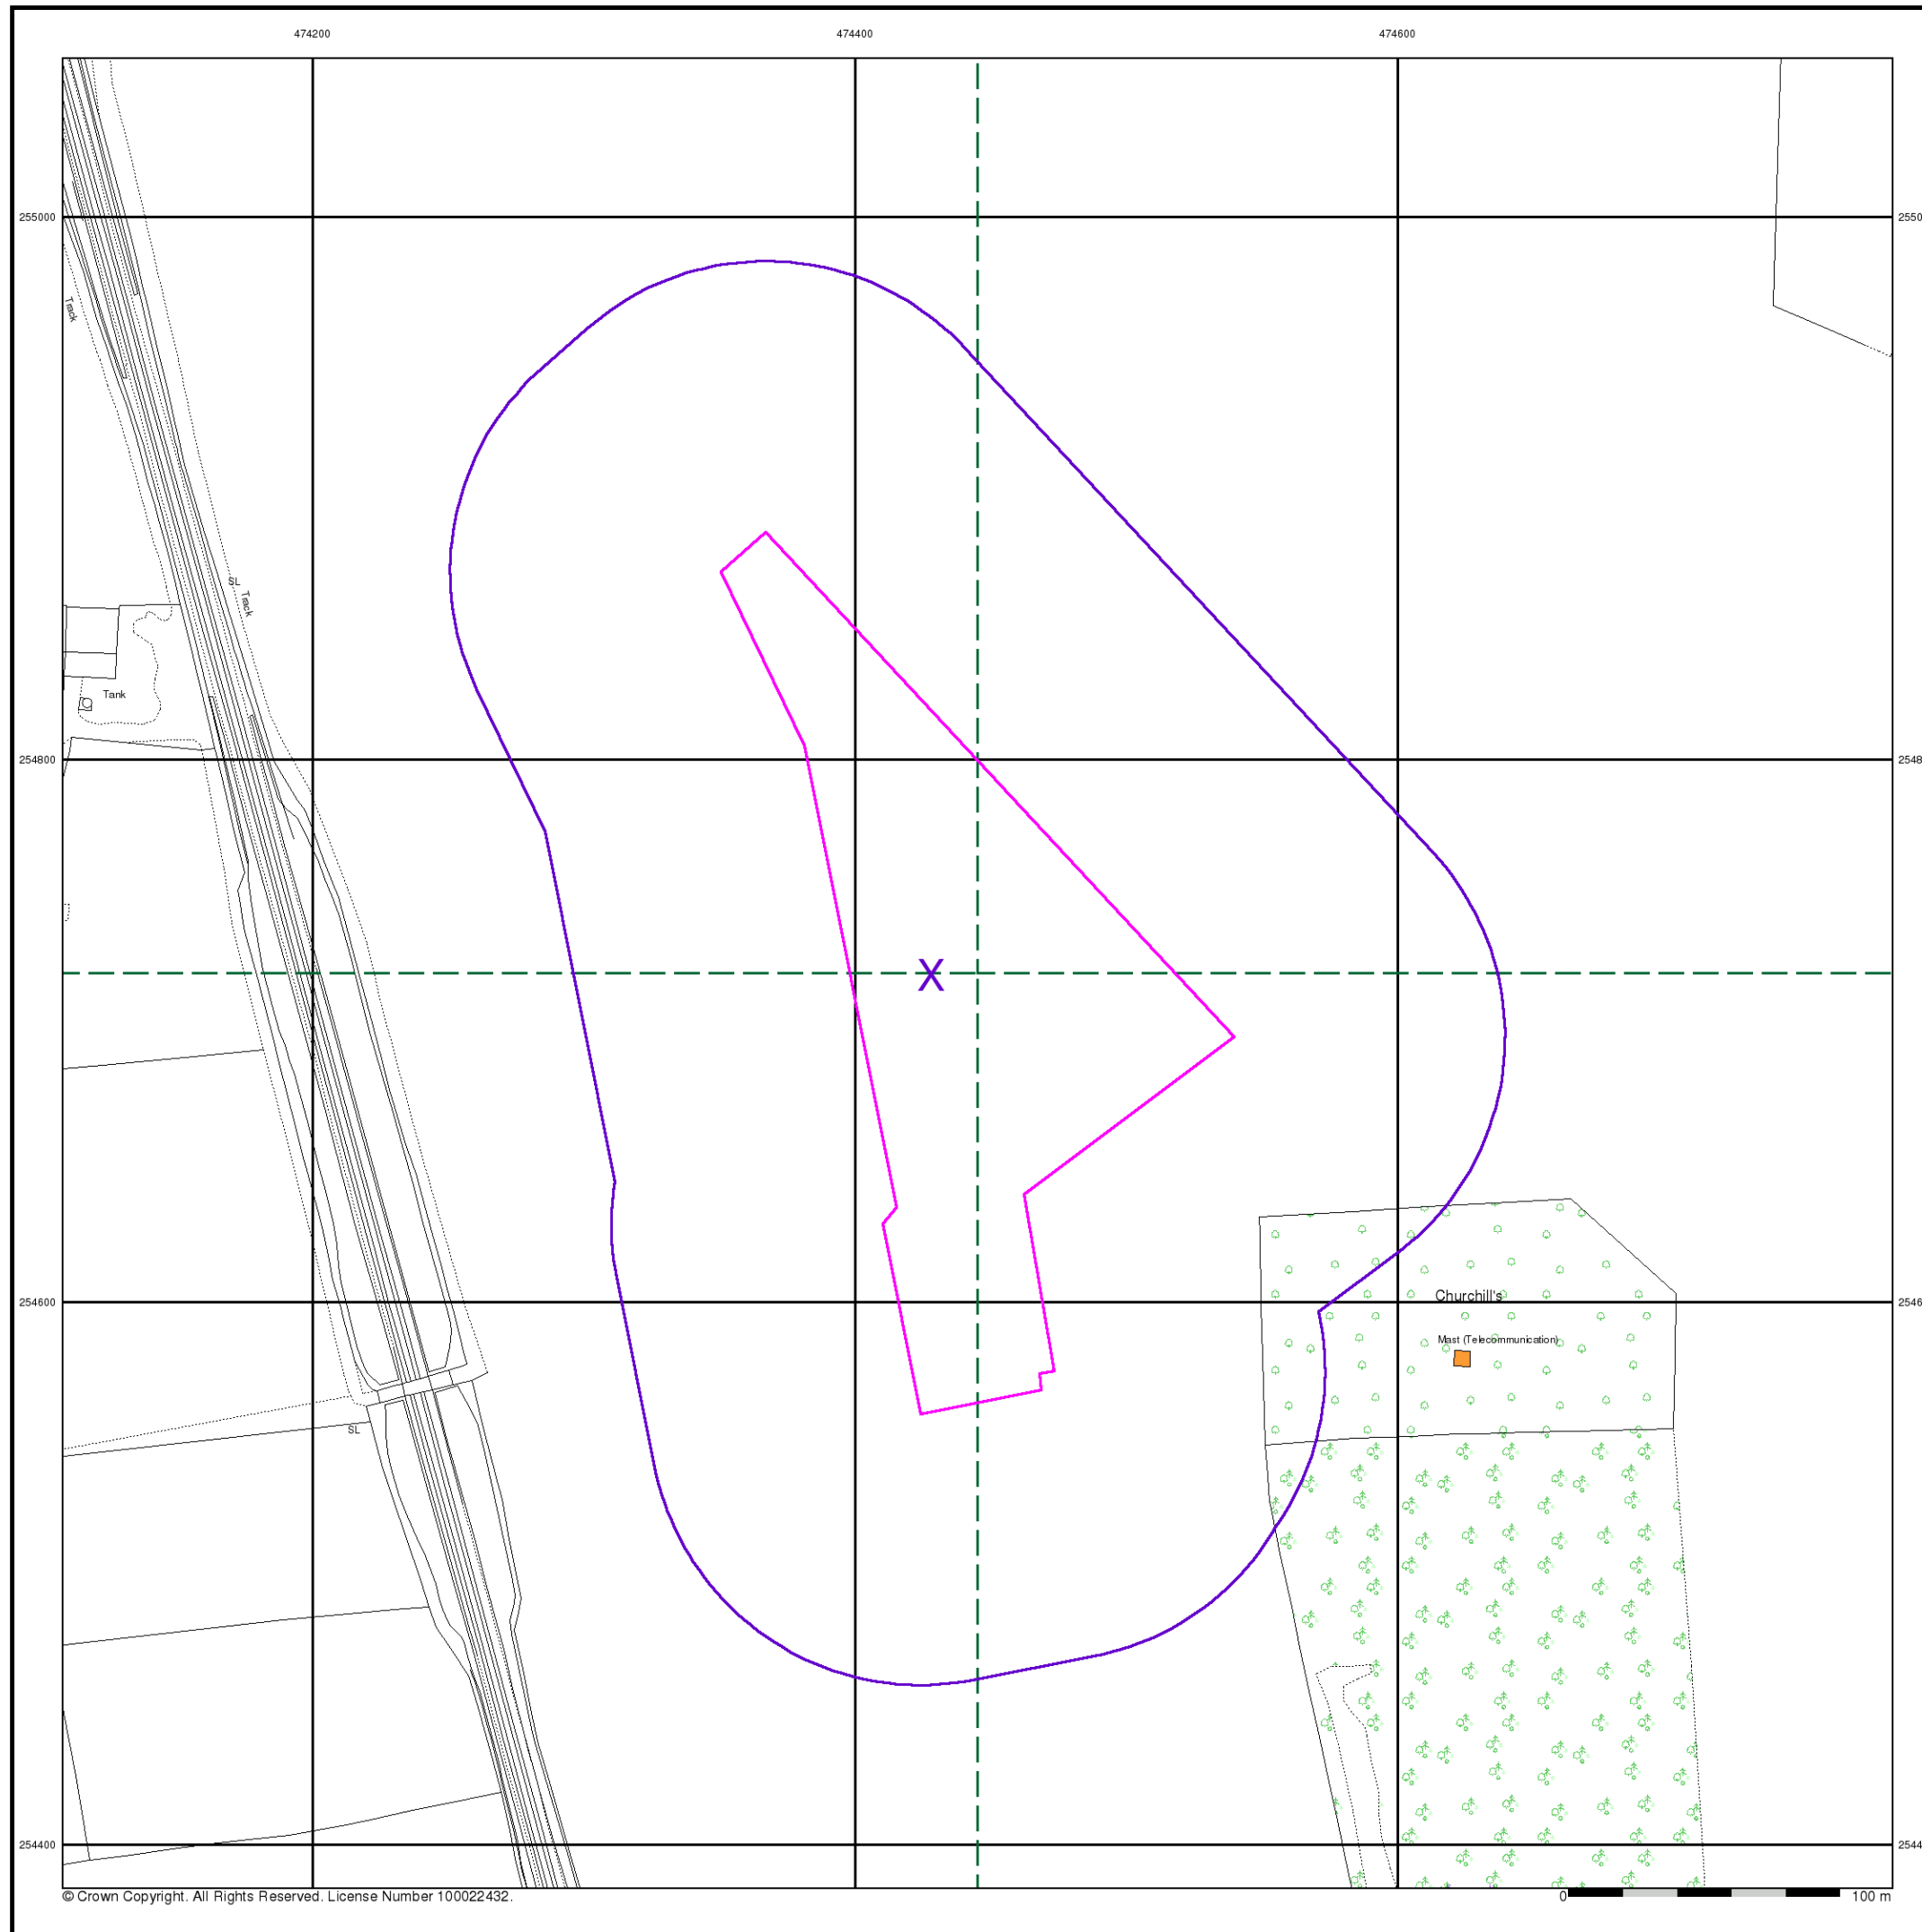 474200 474400 474600
255000 2550
Track
SL
Track
Tank
254800 2548
X
Churchill's
254600 2546
Mast (Telecommunication)
SL
254400 2544
© Crown Copyright. All Rights Reserved. License Number 100022432.
0 100 m